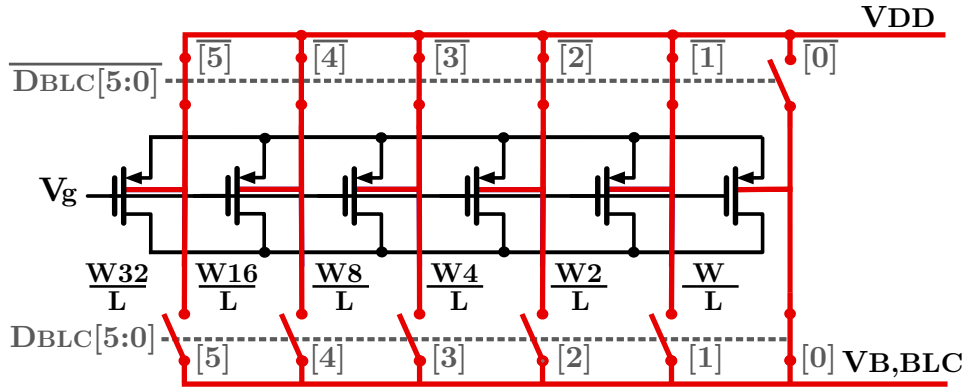 VDD
[5] [4] [3] [2] [1] [0]
DBLC[5:0]
Vg
W32/L W16/L W8/L W4/L W2/L W/L
DBLC[5:0]
[5] [4] [3] [2] [1] [0]
VB,BLC